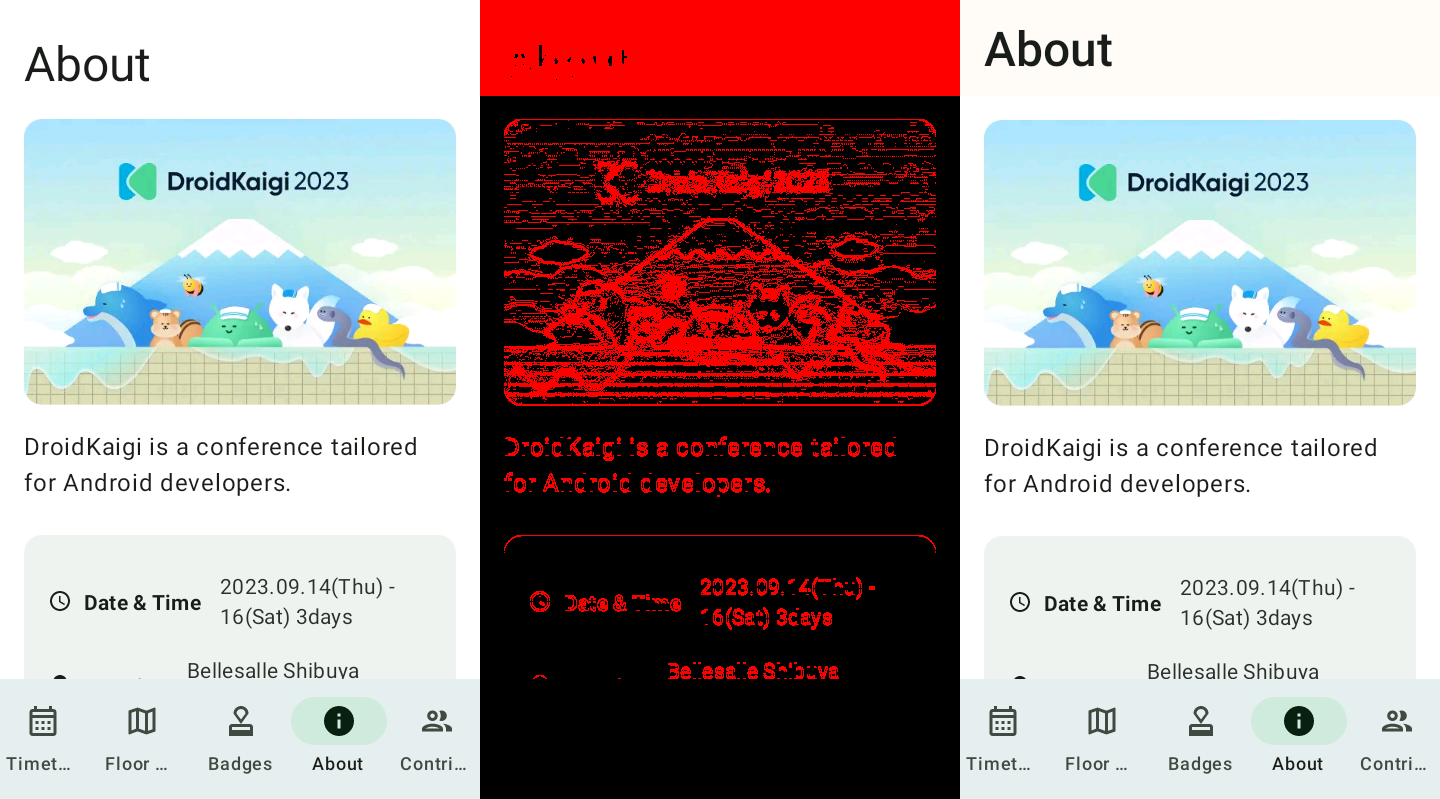 About
DroidKaigi 2023
DroidKaigi is a conference tailored
for Android developers.
Date & Time
2023.09.14(Thu) -
16(Sat) 3days
Bellesalle Shibuya
Timet…
Floor …
Badges
About
Contri…
About
DroidKaigi 2023
DroidKaigi is a conference tailored
for Android developers.
Date & Time
2023.09.14(Thu) -
16(Sat) 3days
Bellesalle Shibuya
About
DroidKaigi 2023
DroidKaigi is a conference tailored
for Android developers.
Date & Time
2023.09.14(Thu) -
16(Sat) 3days
Bellesalle Shibuya
Timet…
Floor …
Badges
About
Contri…